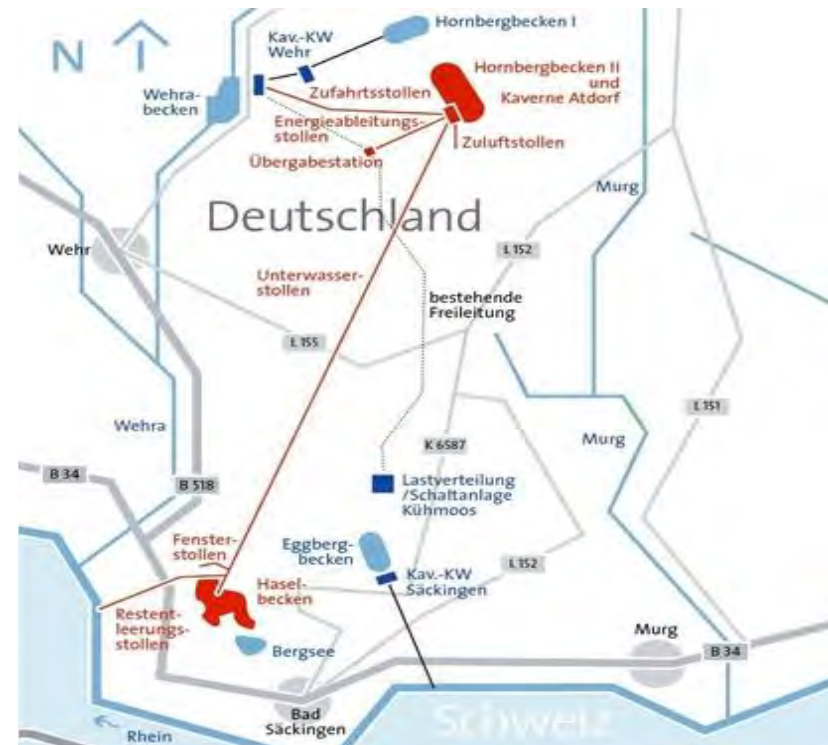 N
Hornbergbecken I
Kav.-KW
Wehr
Wehra-
becken
Zufahrtsstollen
Hornbergbecken II
und
Kaverne Atdorf
Energieableitungs-
stollen
Zuluftstollen
Übergabestation
Murg
Deutschland
Wehr
L 152
Unterwasser-
stollen
bestehende
Freileitung
L 155
L 151
Wehra
K 6587
Murg
B 34
B 518
Lastverteilung
/Schaltanlage
Kühmoos
Fenster-
stollen
Eggberg-
becken
L 152
Hasel-
becken
Kav.-KW
Säckingen
Restent-
leerungs-
stollen
Bergsee
Murg
B 34
Bad
Säckingen
Schweiz
Rhein